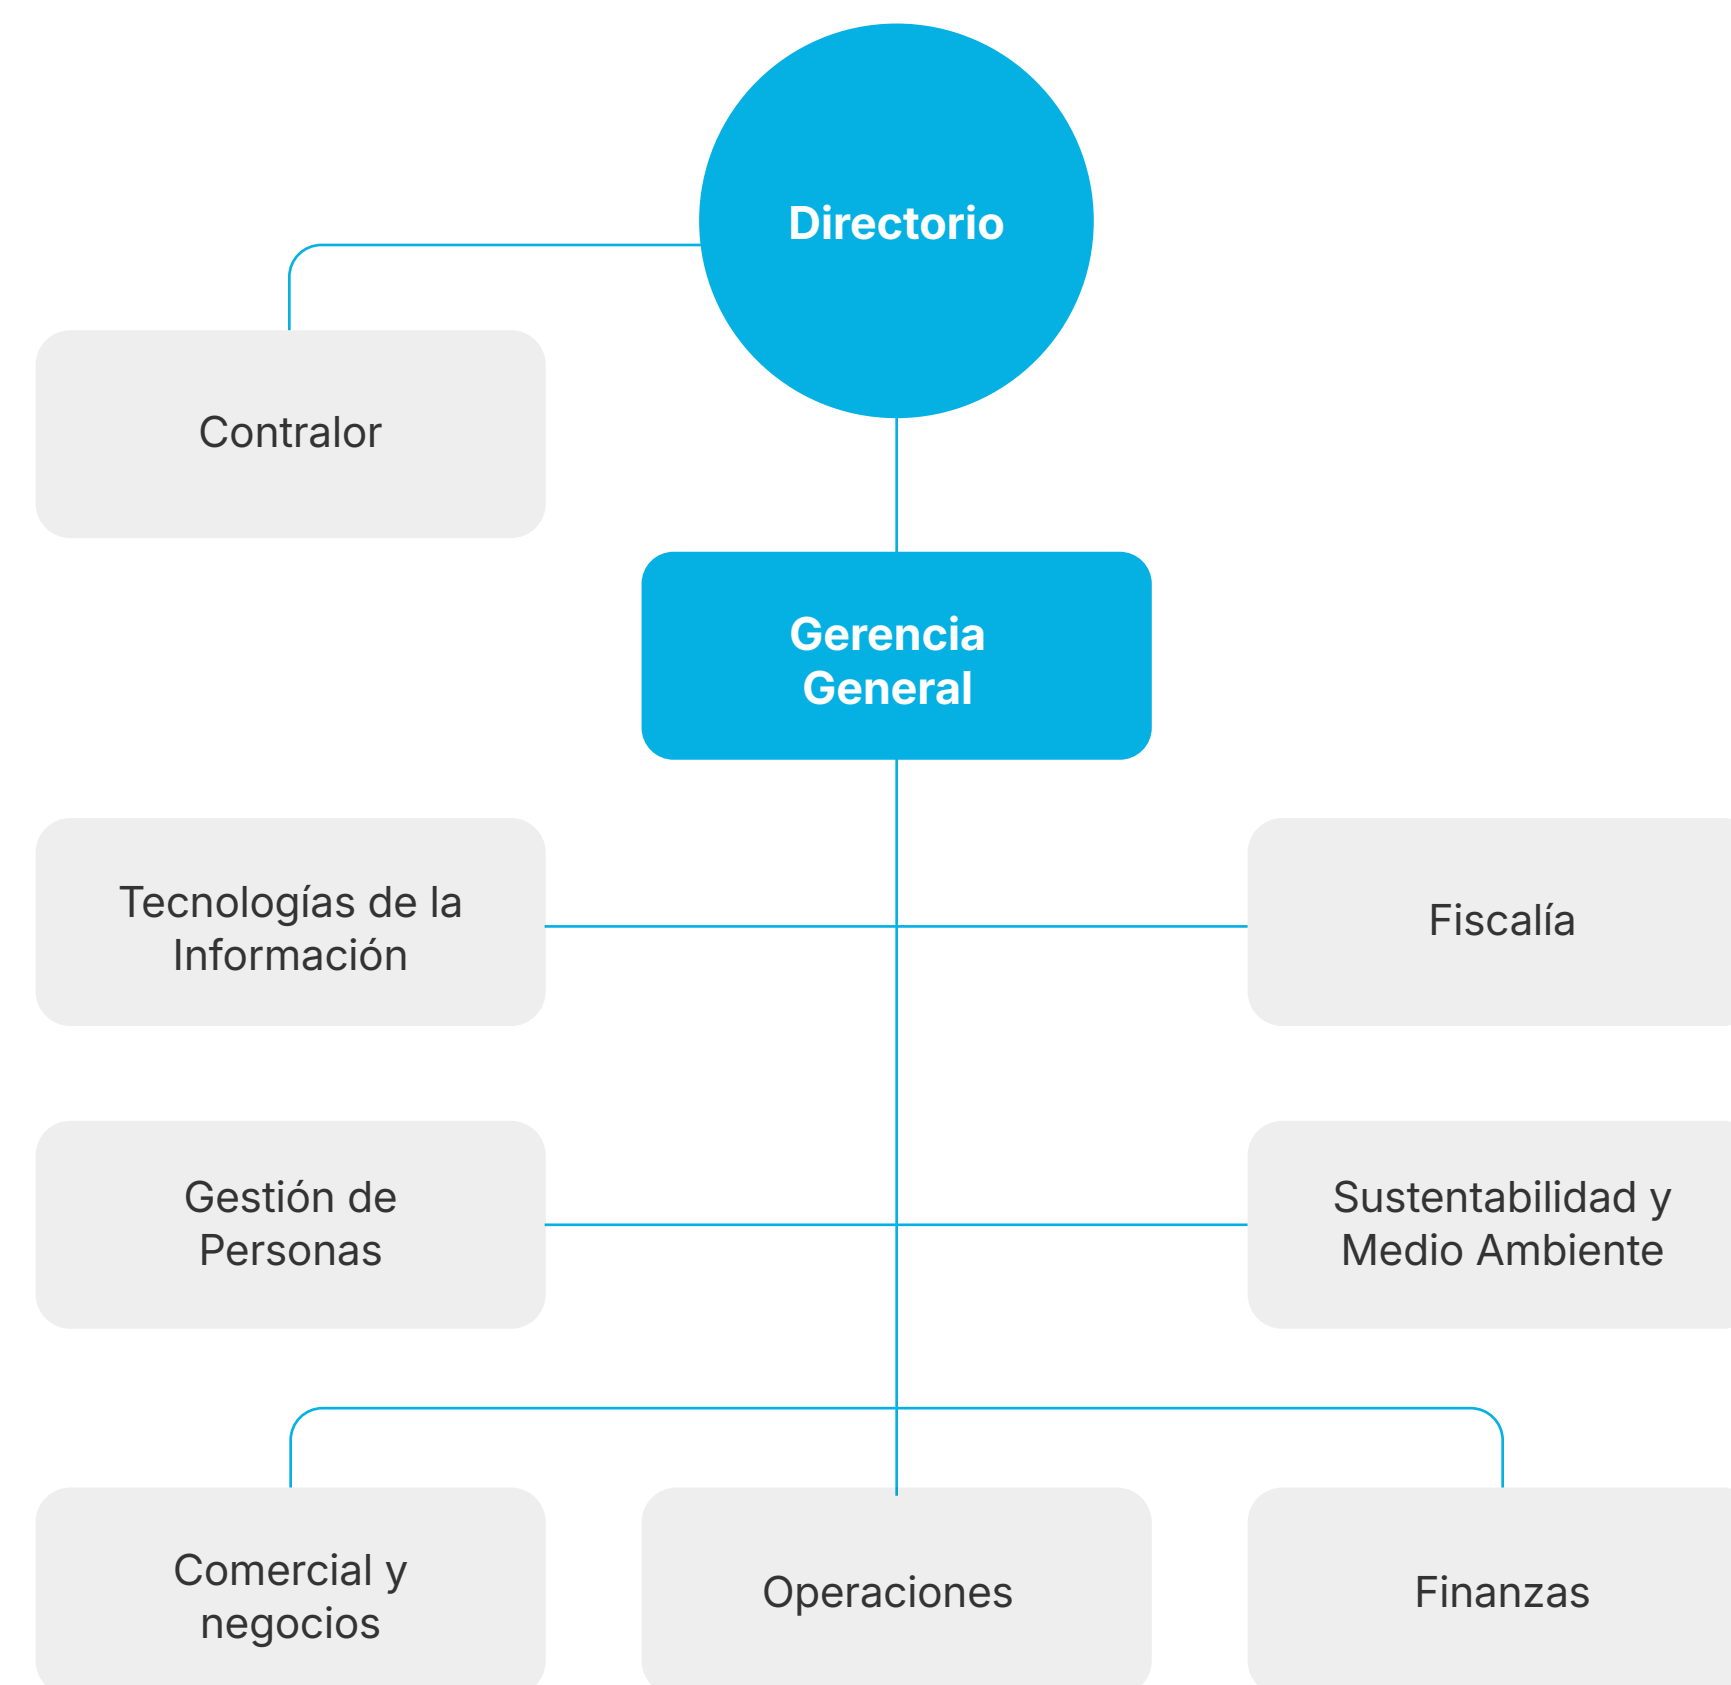 Directorio
Contralor
Gerencia
General
Tecnologías de la
Información
Fiscalía
Gestión de
Personas
Sustentabilidad y
Medio Ambiente
Comercial y
negocios
Operaciones
Finanzas